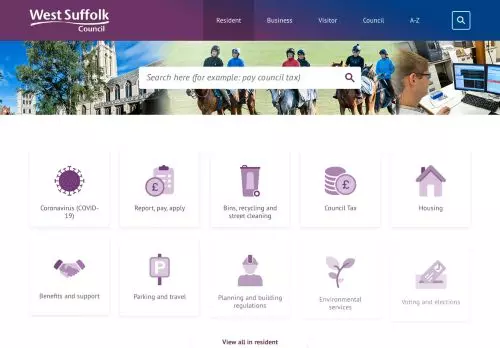 West Suffolk
Council
Resident
Business
Visitor
Council
A-Z
Search here (for example: pay council tax)
Coronavirus (COVID-
19)
Report, pay, apply
Bins, recycling and
street cleaning
Council Tax
Housing
Benefits and support
Parking and travel
Planning and building
regulations
Environmental
services
Voting and elections
View all in resident